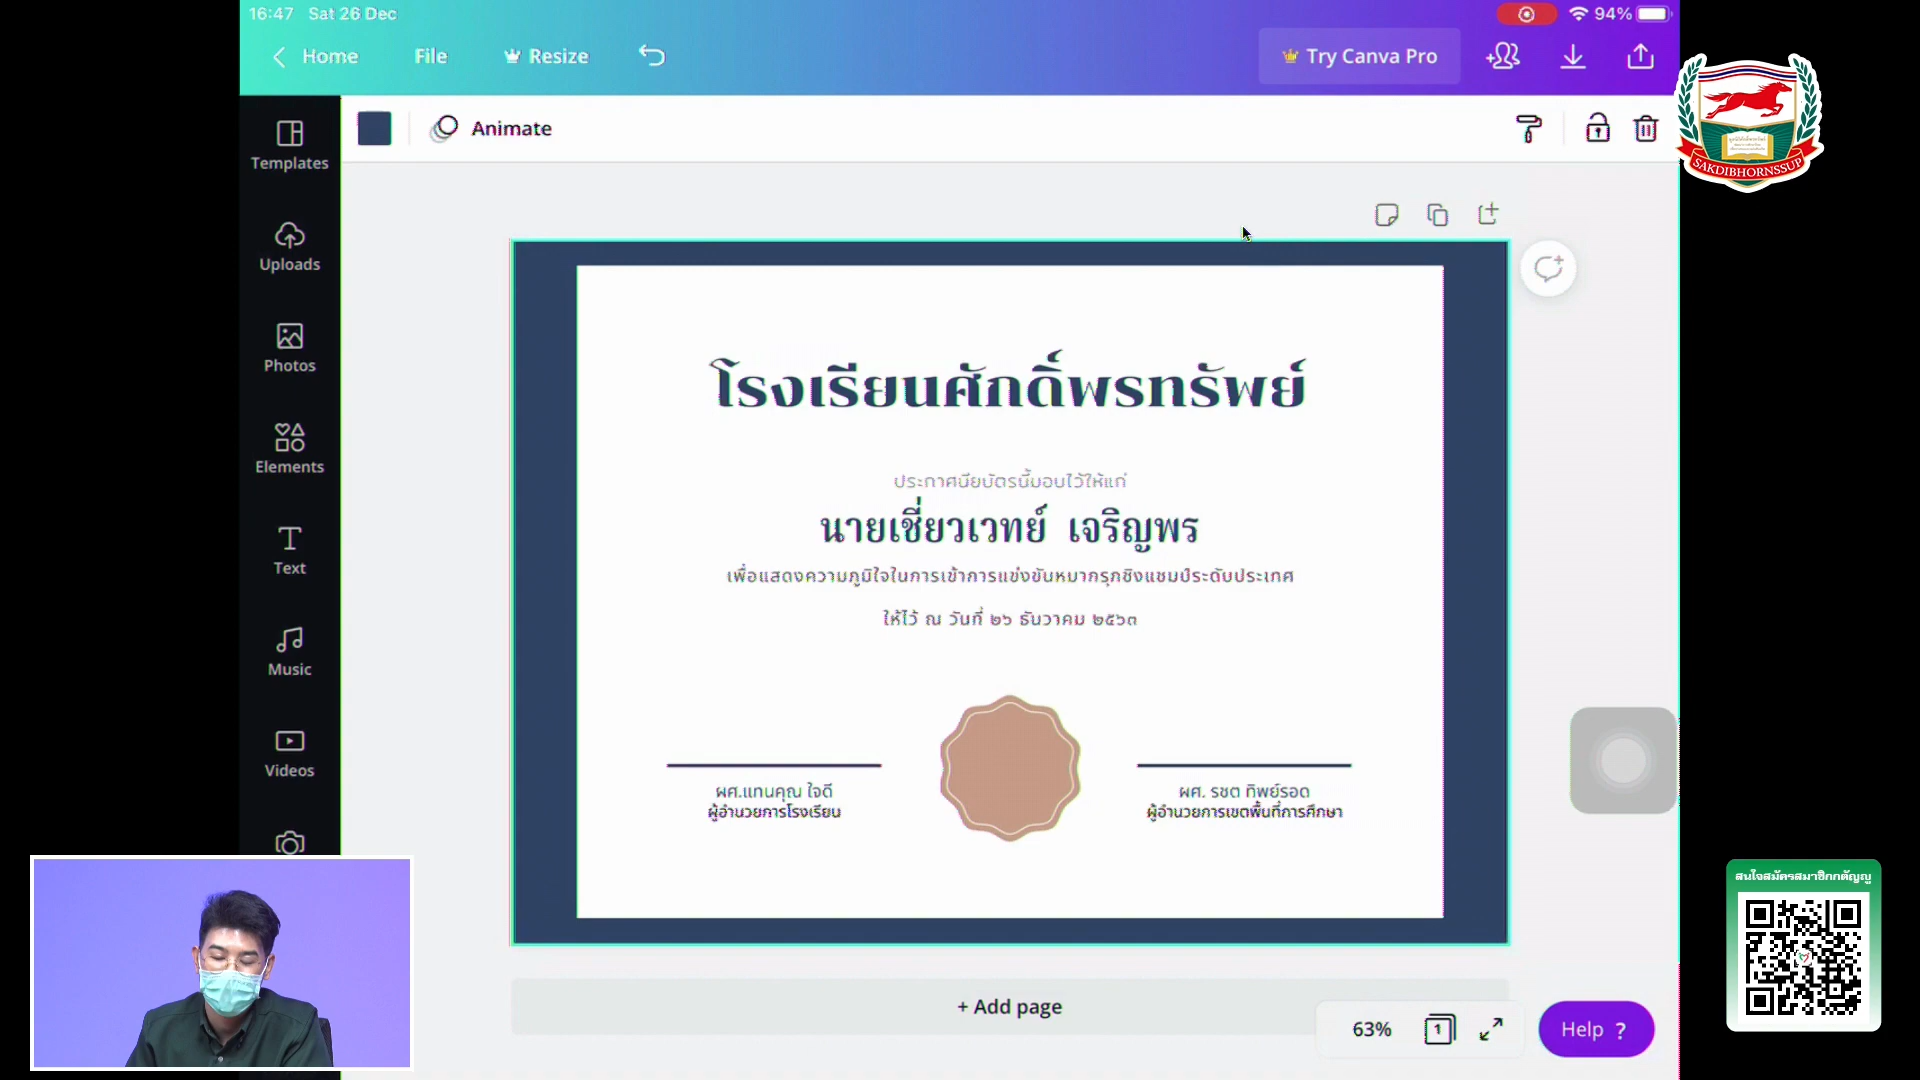 16:47 Sat 26 Dec
94%
Home
File
Resize
Try Canva Pro
Animate
Templates
Uploads
Photos
Elements
Text
Music
Videos
SAKDIBHORNSSUP
โรงเรียนศักดิ์พรทรัพย์
ประกาศนียบัตรนี้มอบไว้ให้แก่
นายเชี่ยวเวทย์ เจริญพร
เพื่อแสดงความภูมิใจในการเข้าการแข่งขันหมากรุกชิงแชมป์ระดับประเทศ
ให้ไว้ ณ วันที่ ๒๖ ธันวาคม ๒๕๖๓
ผศ.แทนคุณ ใจดี
ผู้อำนวยการโรงเรียน
ผศ. รชต ทิพย์รอด
ผู้อำนวยการเขตพื้นที่การศึกษา
+ Add page
63%
1
Help ?
สนใจสมัครสมาชิกกตัญญู